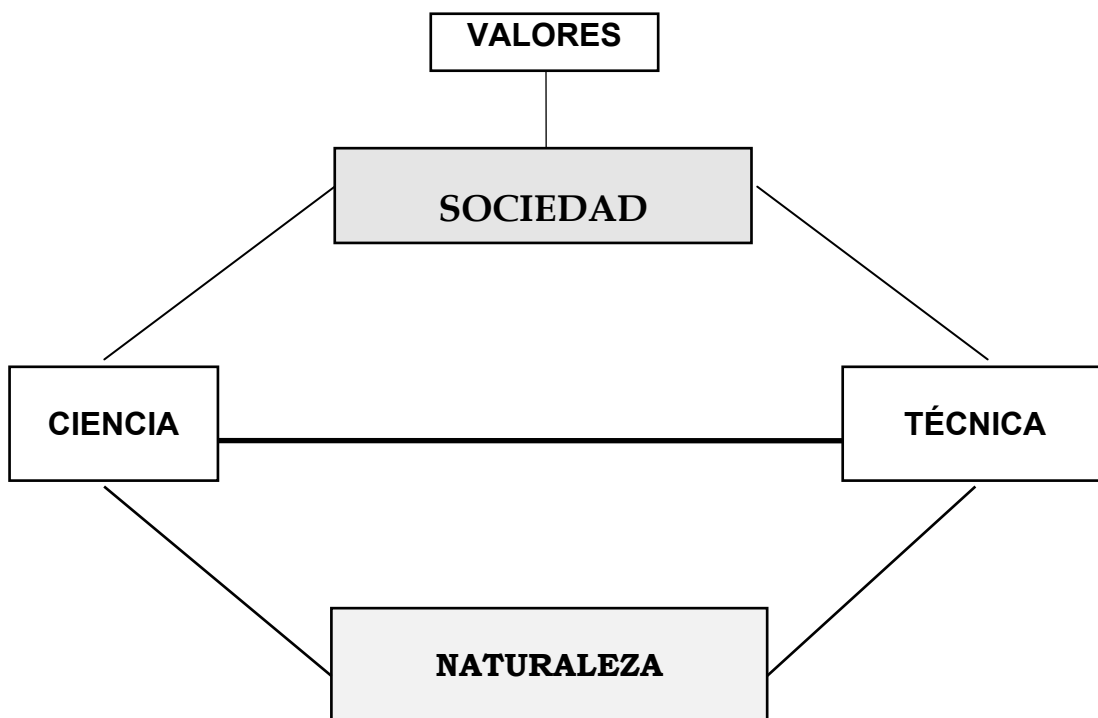 VALORES
SOCIEDAD
CIENCIA
TÉCNICA
NATURALEZA